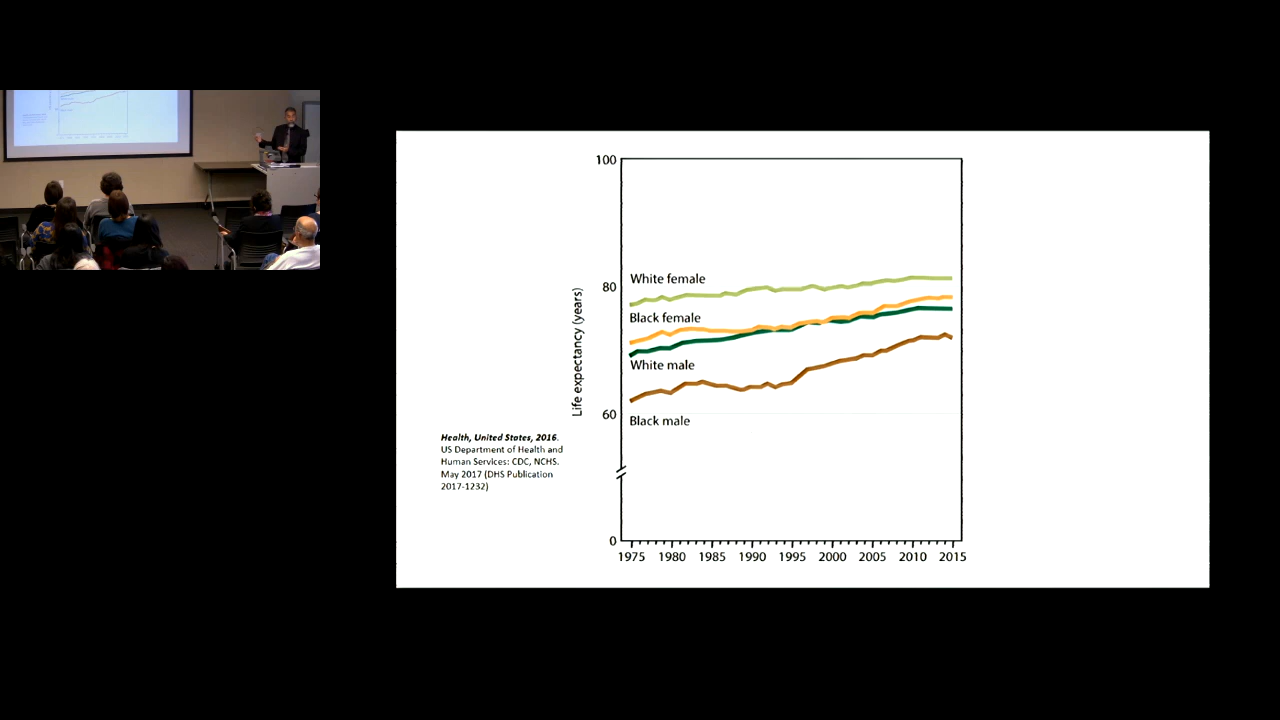 100
White female
80
Black female
White male
60
Black male
Life expectancy (years)
Health, United States, 2016.
US Department of Health and
Human Services: CDC, NCHS.
May 2017 (DHS Publication
2017-1232)
0
1975 1980 1985 1990 1995 2000 2005 2010 2015